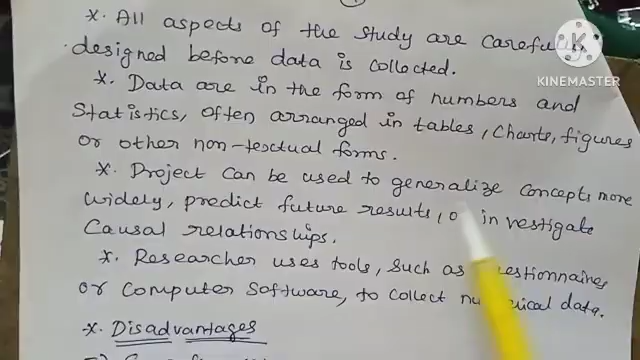 *. All aspects of the study are carefully
designed before data is collected.
KINEMASTER
*. Data are in the form of numbers and
statistics, often arranged in tables, charts, figures
or other non-textual forms.
*. Project can be used to generalize concepts more
widely, predict future results, o investigate
causal relationships.
*. Researcher uses tools, such as questionnaires
or computer software, to collect numerical data.
*. Disadvantages